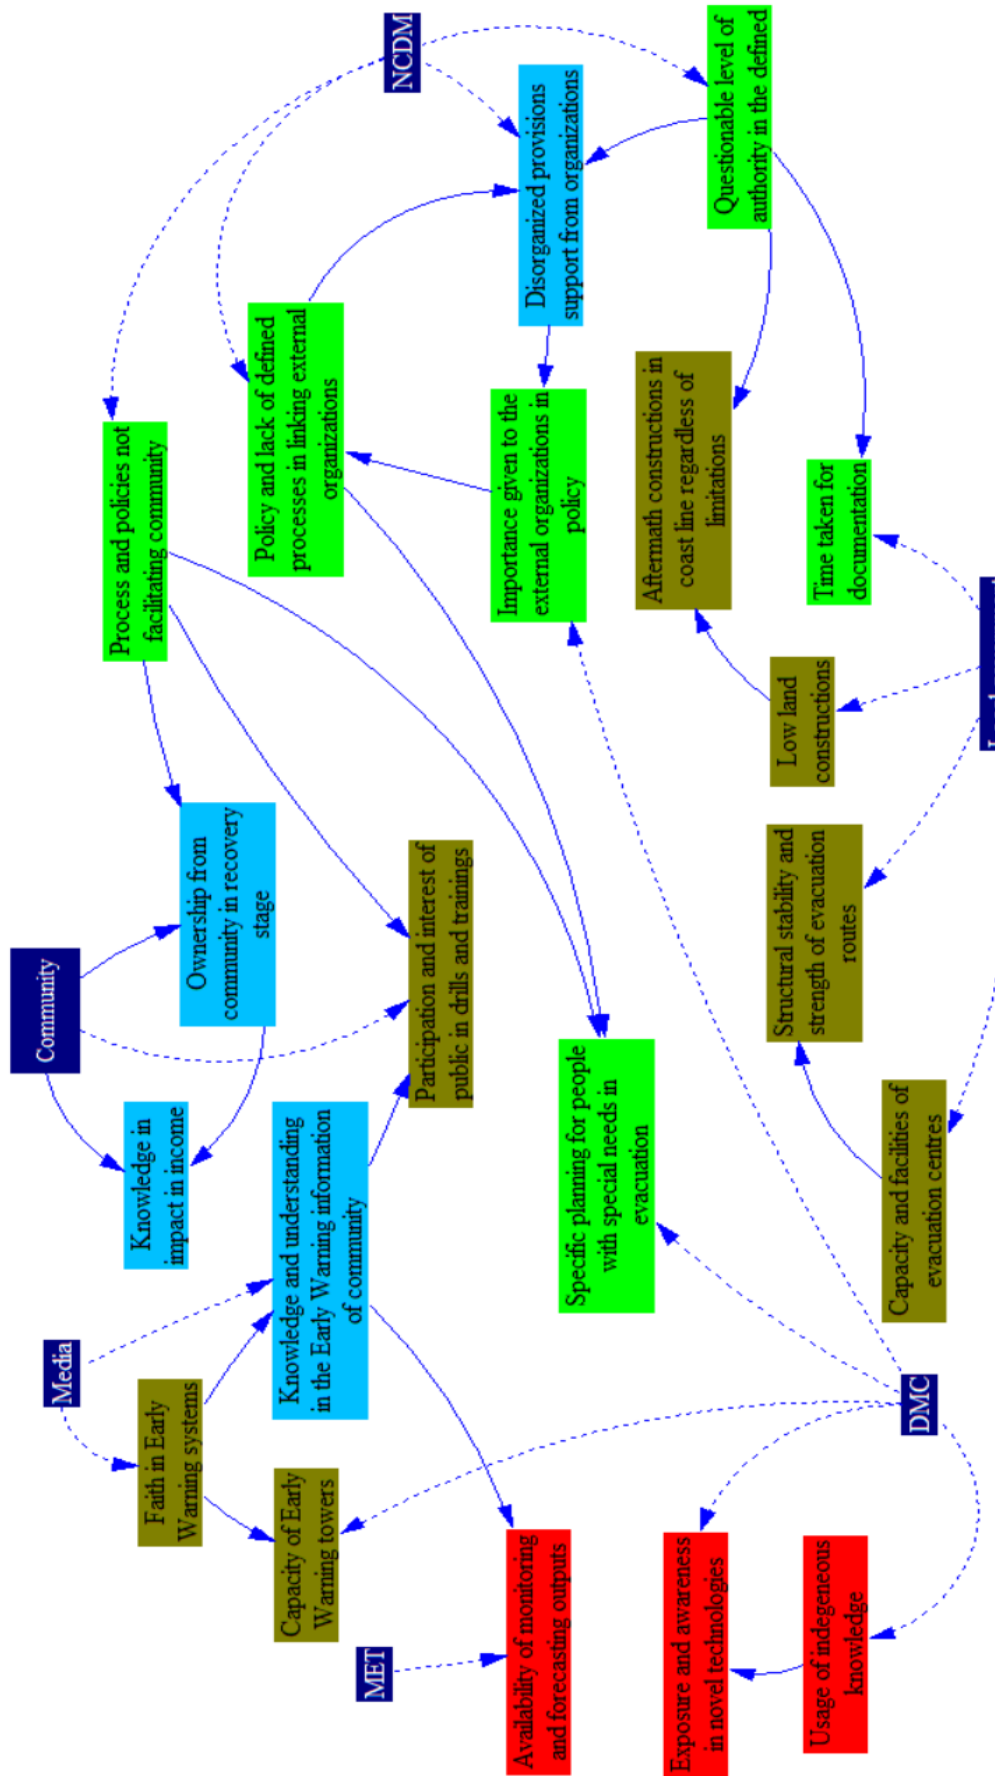 Community
Media
Knowledge in
impact in income
Process and policies not
facilitating community
Faith in Early
Warning systems
Ownership from
community in recovery
stage
Capacity of Early
Warning towers
Knowledge and understanding
in the Early Warning information
of community
Policy and lack of defined
processes in linking external
organizations
MET
NCDM
Participation and interest of
public in drills and trainings
Availability of monitoring
and forecasting outputs
Importance given to the
external organizations in
policy
Disorganized provisions
support from organizations
Specific planning for people
with special needs in
evacuation
Exposure and awareness
in novel technologies
Aftermath constructions in
coast line regardless of
limitations
Questionable level of
authority in the defined
Usage of indegeneous
knowledge
Structural stability and
strength of evacuation
routes
Low land
constructions
Time taken for
documentation
DMC
Capacity and facilities of
evacuation centres